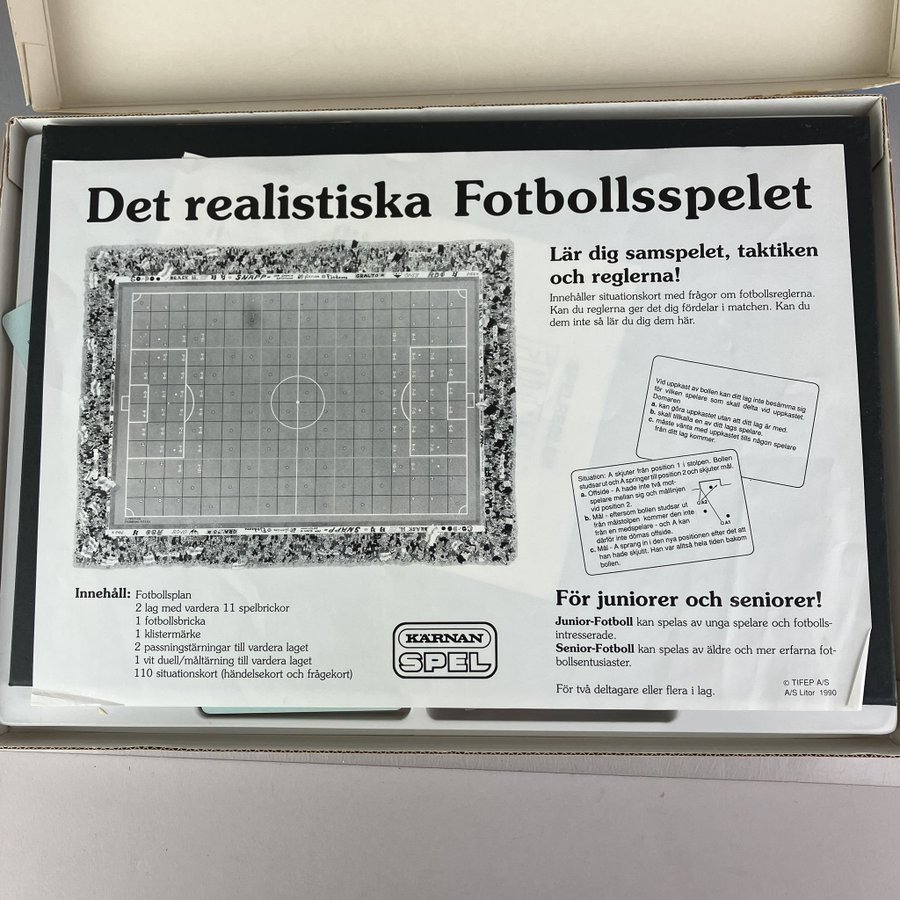 Det realistiska Fotbollsspelet
Lär dig samspelet, taktiken
och reglerna!
Innehåller situationskort med frågor om fotbollsreglerna.
Kan du reglerna ger det dig fördelar i matchen. Kan du
dem inte så lär du dig dem här.
SNAPP
Vid uppkast av bollen kan ditt lag inte besämma sig
för vilken spelare som skall delta vid uppkastet.
Domaren
a. kan göra uppkastet utan att ditt lag är med.
b. skall tillkalla en av ditt lags spelare.
c. måste vänta med uppkastet tills någon spelare
från ditt lag kommer.
Situation: A skjuter från position 1 i stolpen. Bollen
studsar ut och A springer till position 2 och skjuter mål.
a. Offside - A hade inte två mot-
spelare mellan sig och mållinjen
vid position 2.
b. Mål - eftersom bollen studsar ut
från målstolpen kommer den inte
från en medspelare - och A kan
därför inte dömas offside.
c. Mål - A sprang in i den nya positionen efter det att
han hade skjutit. Han var alltså hela tiden bakom
bollen.
Innehåll: Fotbollsplan
2 lag med vardera 11 spelbrickor
1 fotbollsbricka
1 klistermärke
2 passningstärningar till vardera laget
1 vit duell/måltärning till vardera laget
110 situationskort (händelsekort och frågekort)
KÄRNAN
SPEL
För juniorer och seniorer!
Junior-Fotboll kan spelas av unga spelare och fotbolls-
intresserade.
Senior-Fotboll kan spelas av äldre och mer erfarna fot-
bollsentusiaster.
För två deltagare eller flera i lag.
© TIFEP A/S
A/S Litor 1990